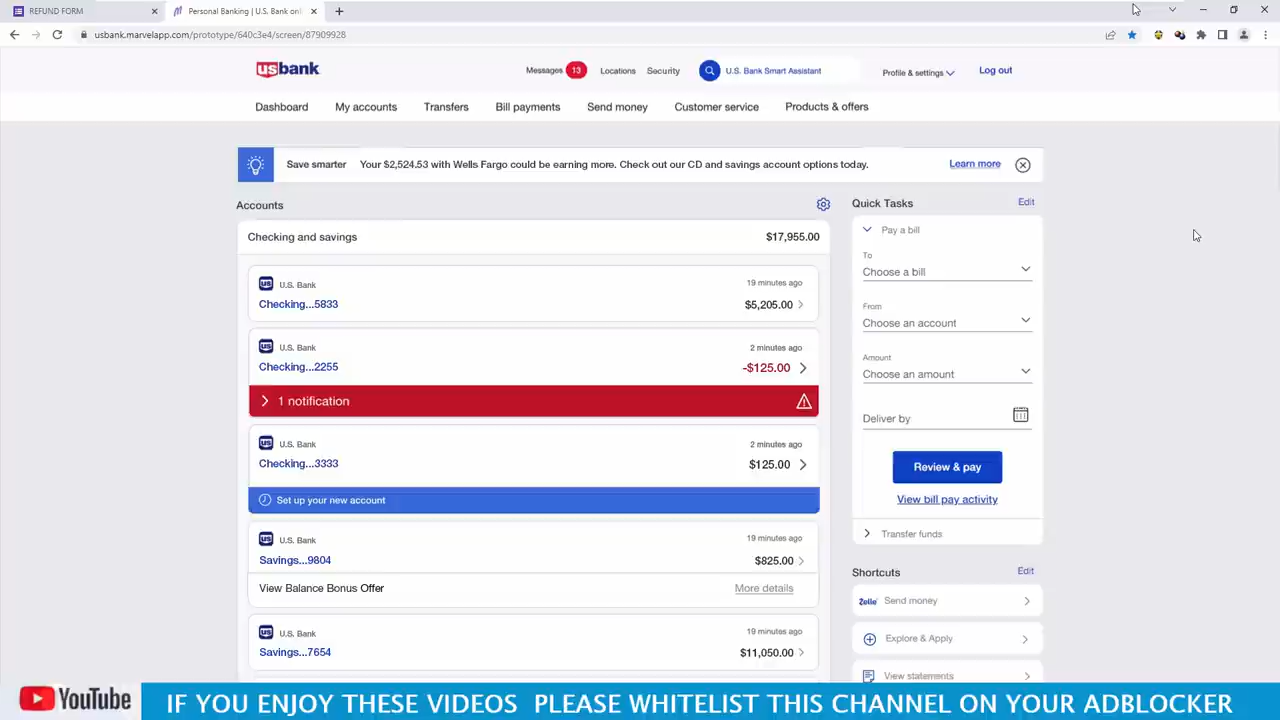 REFUND FORM
Personal Banking | U.S. Bank onl
usbank.marvelapp.com/prototype/640c3e4/screen/87909928
usbank
Messages 13 Locations Security U.S. Bank Smart Assistant Profile & settings Log out
Dashboard My accounts Transfers Bill payments Send money Customer service Products & offers
Save smarter Your $2,524.53 with Wells Fargo could be earning more. Check out our CD and savings account options today. Learn more
Accounts
Checking and savings $17,955.00
us U.S. Bank 19 minutes ago
Checking...5833 $5,205.00
us U.S. Bank 2 minutes ago
Checking...2255 -$125.00
1 notification
us U.S. Bank 2 minutes ago
Checking...3333 $125.00
Set up your new account
us U.S. Bank 19 minutes ago
Savings...9804 $825.00
View Balance Bonus Offer More details
us U.S. Bank 19 minutes ago
Savings...7654 $11,050.00
Quick Tasks Edit
Pay a bill
To
Choose a bill
From
Choose an account
Amount
Choose an amount
Deliver by
Review & pay
View bill pay activity
Transfer funds
Shortcuts Edit
Zelle Send money
Explore & Apply
View statements
YouTube IF YOU ENJOY THESE VIDEOS PLEASE WHITELIST THIS CHANNEL ON YOUR ADBLOCKER